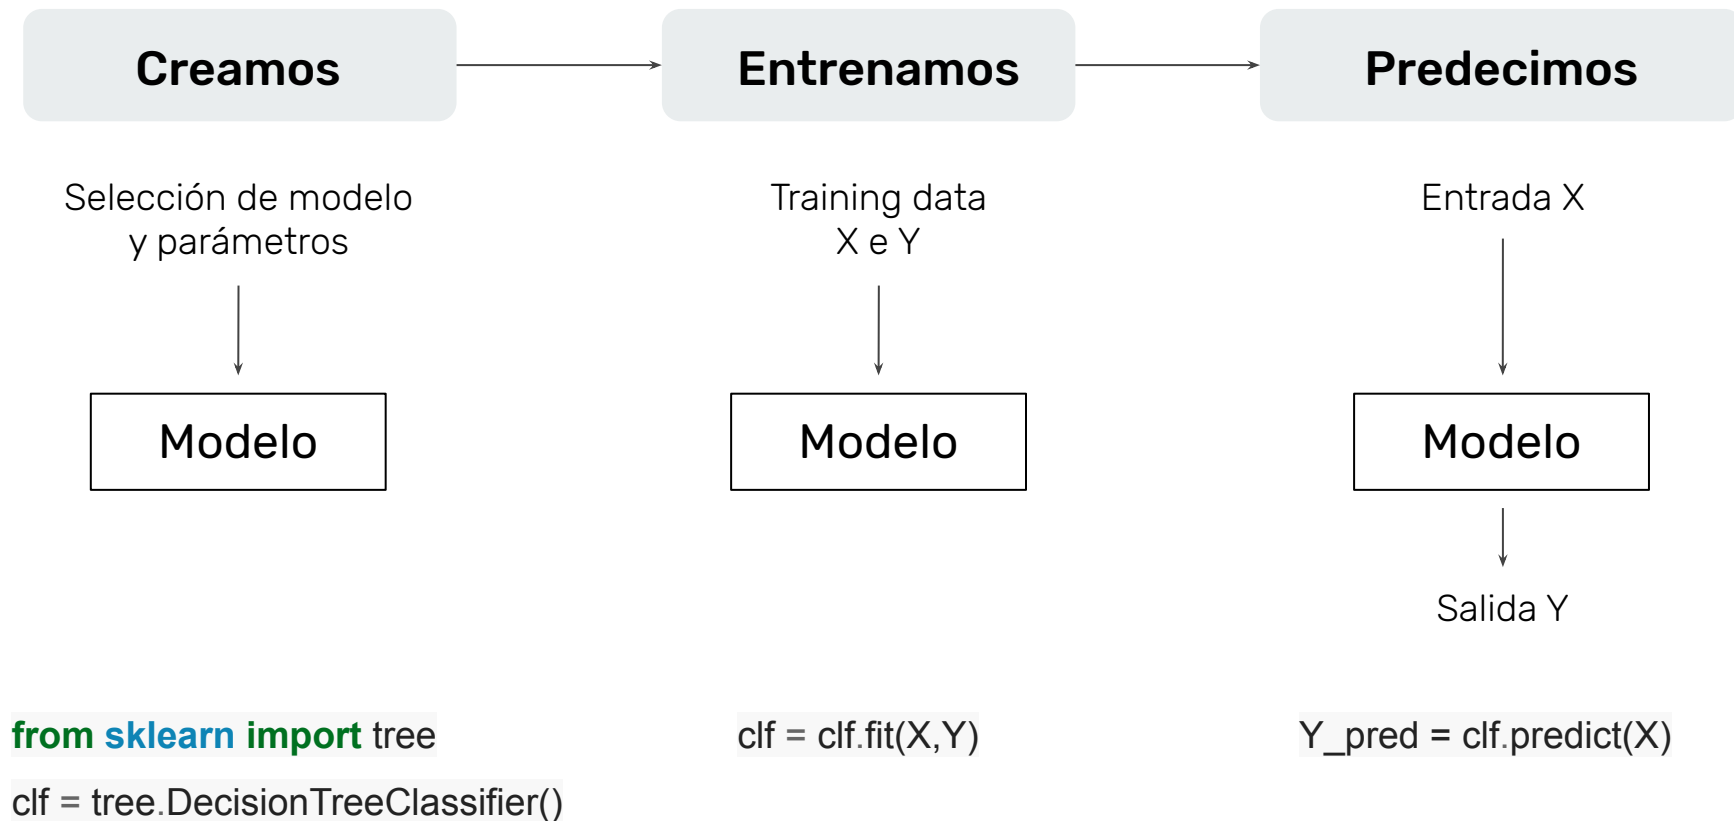 Creamos
Entrenamos
Predecimos
Selección de modelo
y parámetros
Training data
X e Y
Entrada X
Modelo
Modelo
Modelo
Salida Y
from sklearn import tree
clf = tree.DecisionTreeClassifier()
clf = clf.fit(X,Y)
Y_pred = clf.predict(X)